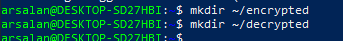 arsalan@DESKTOP-SD27HBI: $ mkdir ~/encrypted
arsalan@DESKTOP-SD27HBI: $ mkdir ~/decrypted
arsalan@DESKTOP-SD27HBI: $